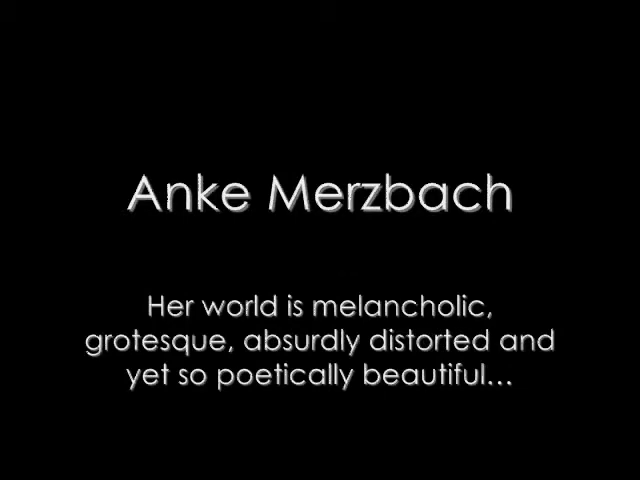 Anke Merzbach
Her world is melancholic,
grotesque, absurdly distorted and
yet so poetically beautiful...